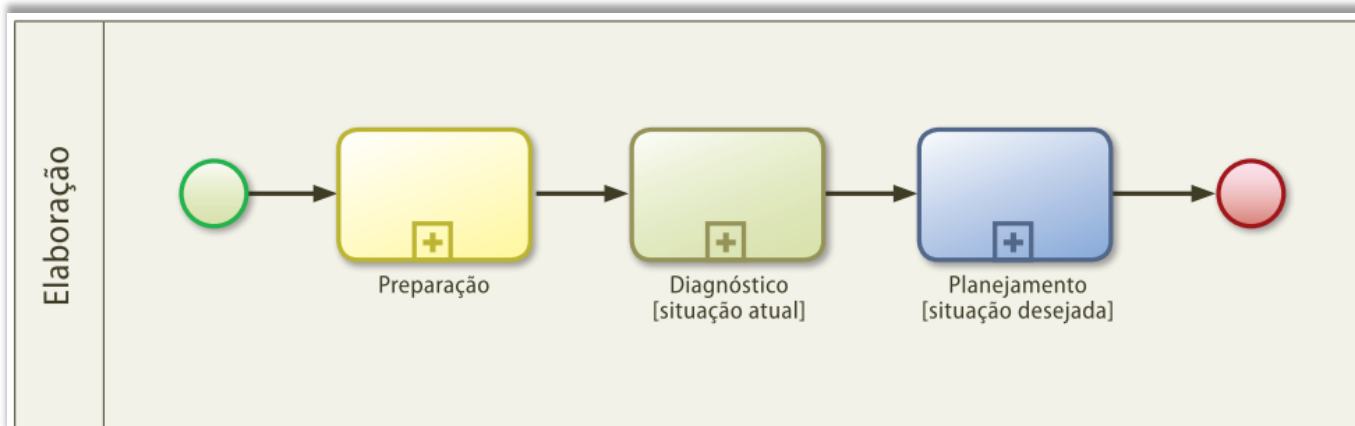 Elaboração
Preparação
Diagnóstico
[situação atual]
Planejamento
[situação desejada]